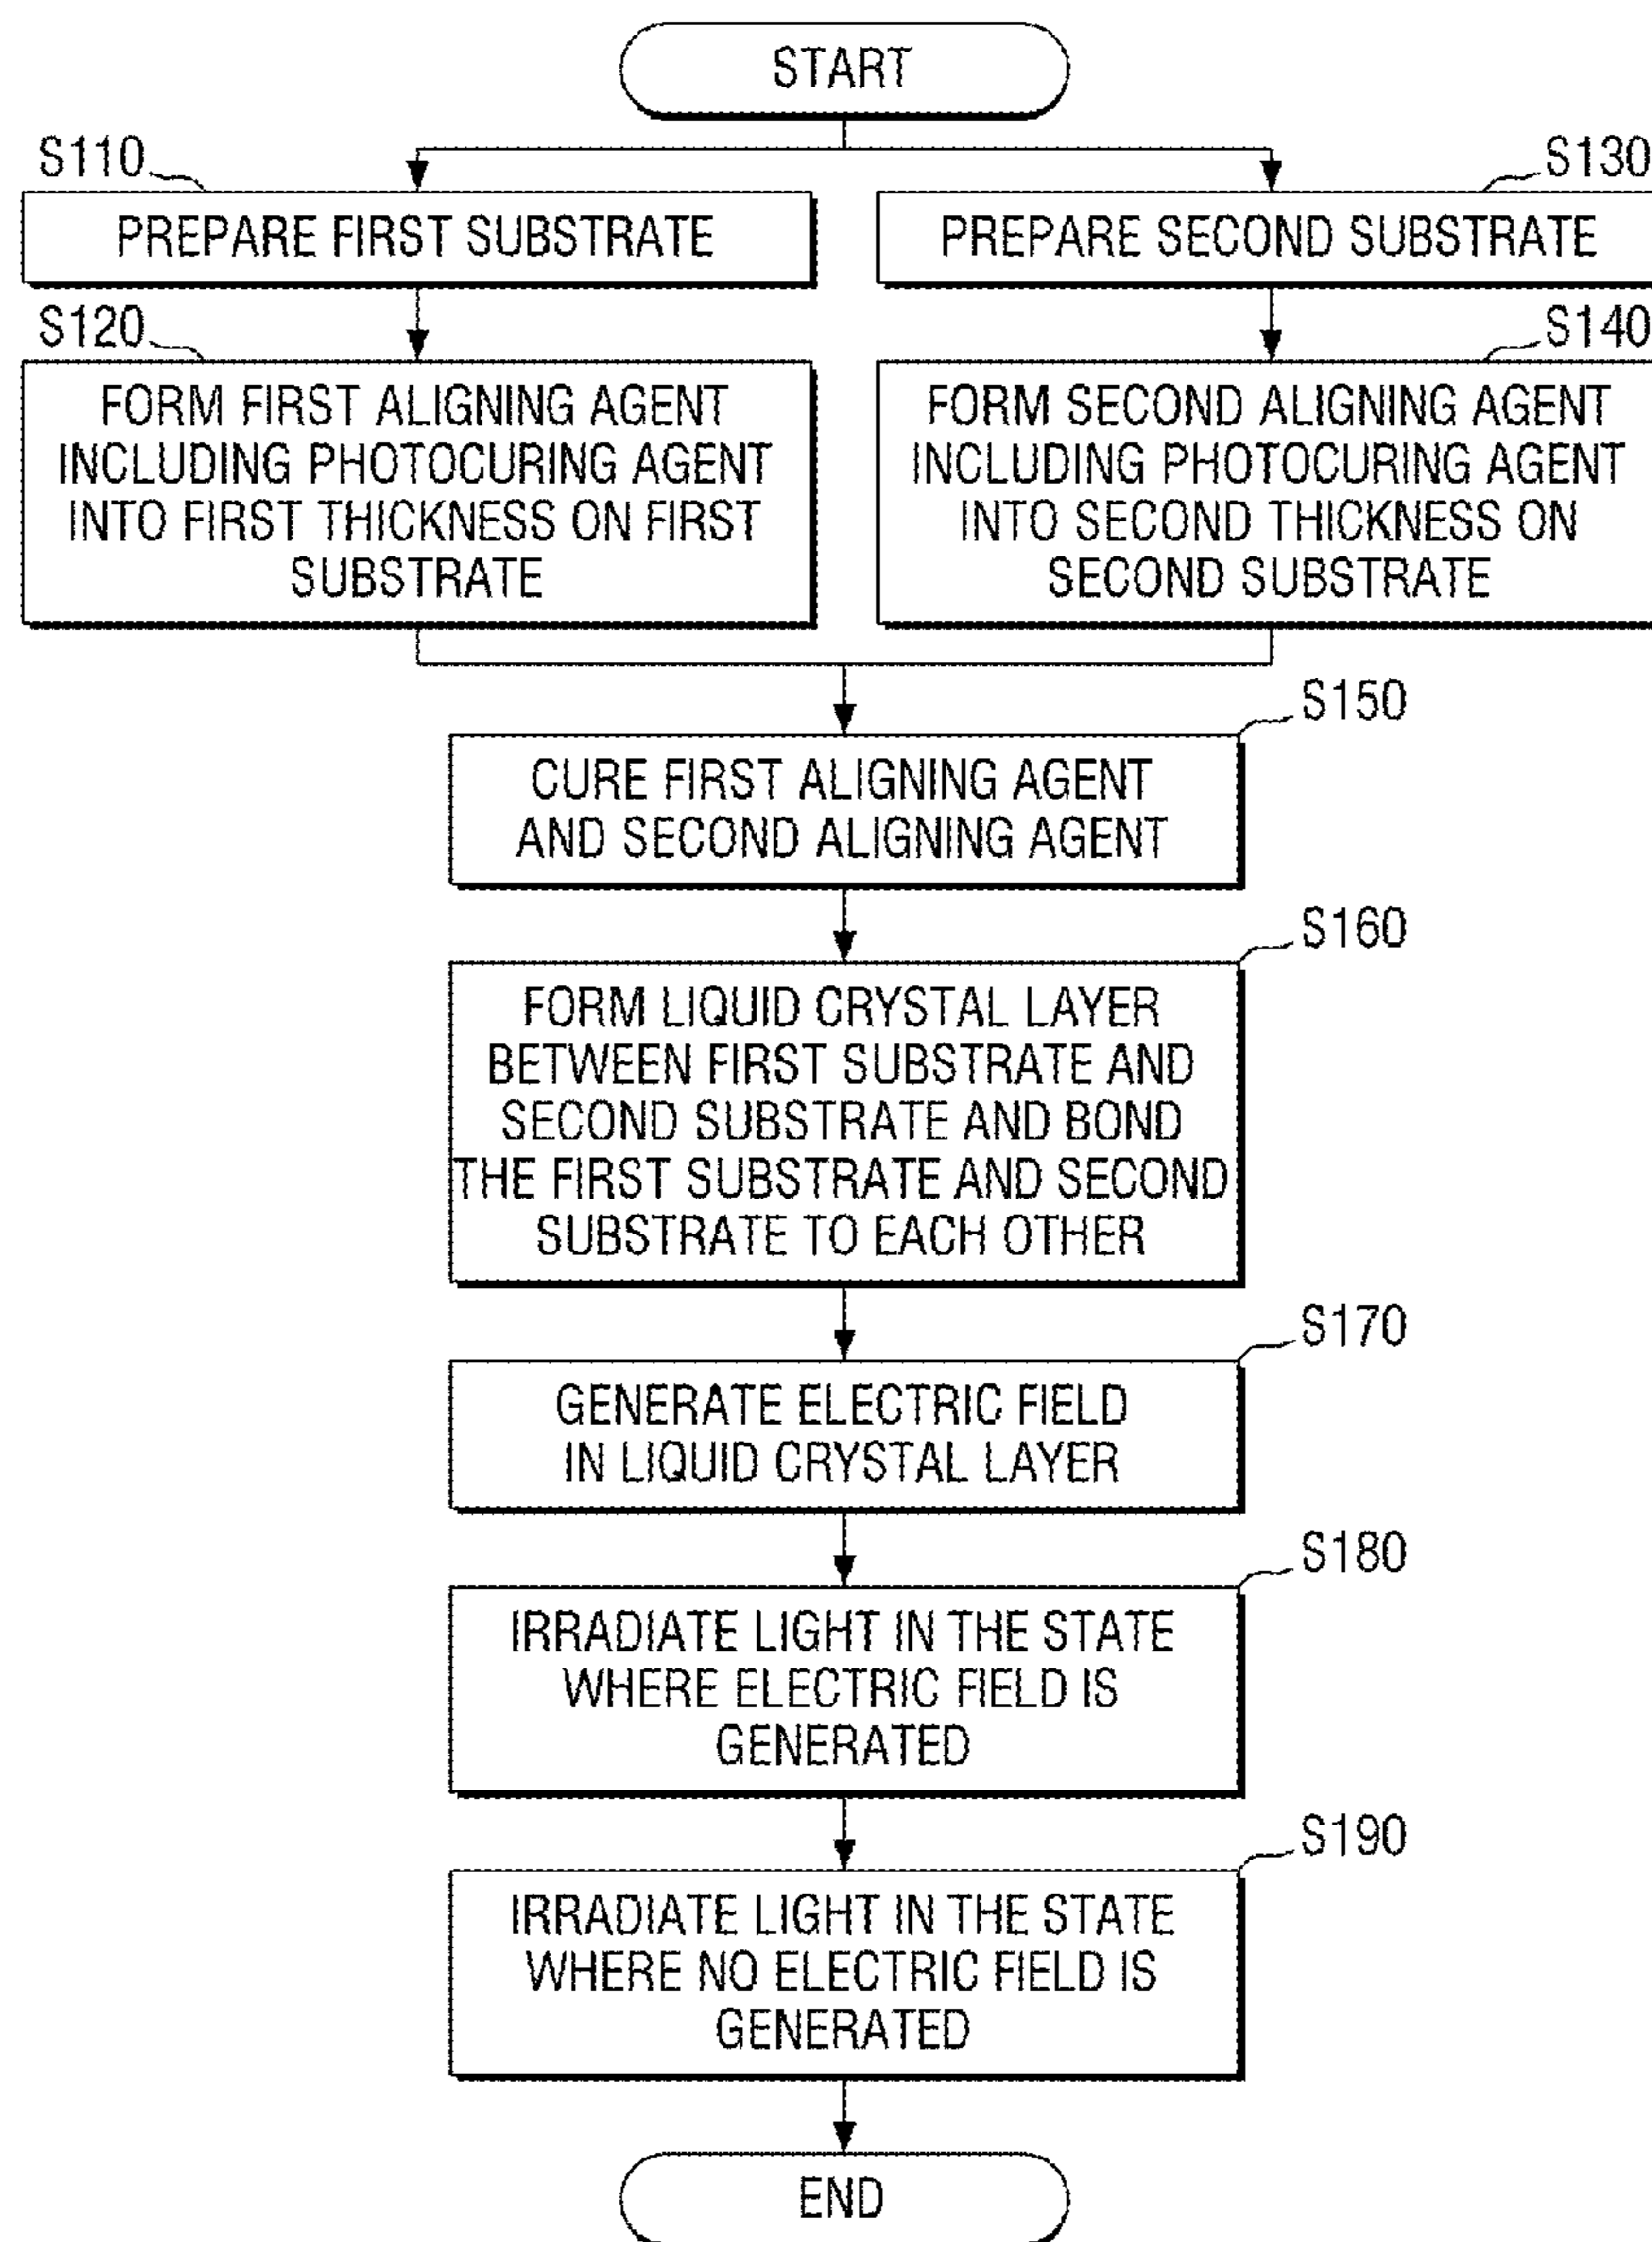 START
S110
PREPARE FIRST SUBSTRATE
S120
FORM FIRST ALIGNING AGENT
INCLUDING PHOTOCURING AGENT
INTO FIRST THICKNESS ON FIRST
SUBSTRATE
S130
PREPARE SECOND SUBSTRATE
S140
FORM SECOND ALIGNING AGENT
INCLUDING PHOTOCURING AGENT
INTO SECOND THICKNESS ON
SECOND SUBSTRATE
S150
CURE FIRST ALIGNING AGENT
AND SECOND ALIGNING AGENT
S160
FORM LIQUID CRYSTAL LAYER
BETWEEN FIRST SUBSTRATE AND
SECOND SUBSTRATE AND BOND
THE FIRST SUBSTRATE AND SECOND
SUBSTRATE TO EACH OTHER
S170
GENERATE ELECTRIC FIELD
IN LIQUID CRYSTAL LAYER
S180
IRRADIATE LIGHT IN THE STATE
WHERE ELECTRIC FIELD IS
GENERATED
S190
IRRADIATE LIGHT IN THE STATE
WHERE NO ELECTRIC FIELD IS
GENERATED
END